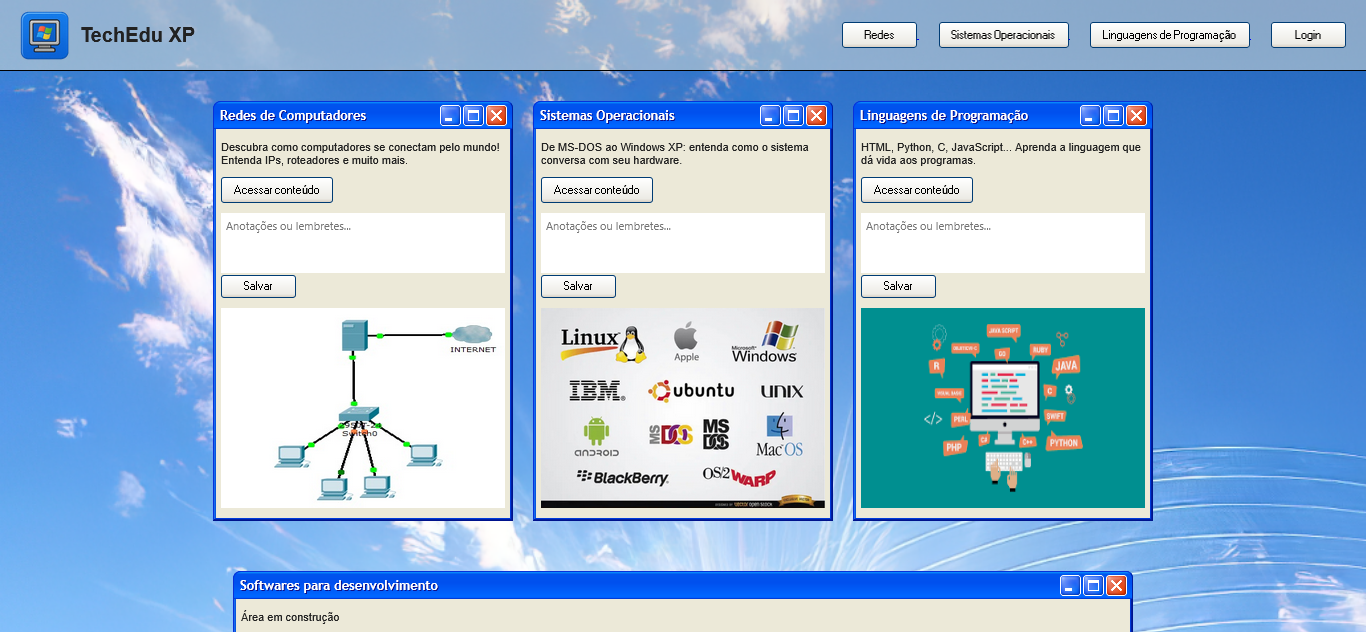 TechEdu XP
Redes
Sistemas Operacionais
Linguagens de Programação
Login
Redes de Computadores
Descubra como computadores se conectam pelo mundo!
Entenda IPs, roteadores e muito mais.
Acessar conteúdo
Anotações ou lembretes...
Salvar
INTERNET
Switch0
Sistemas Operacionais
De MS-DOS ao Windows XP: entenda como o sistema
conversa com seu hardware.
Acessar conteúdo
Anotações ou lembretes...
Salvar
Linux
Apple
Microsoft
Windows
IBM
ubuntu
UNIX
android
MS
DOS
MS
DOS
Mac OS
BlackBerry
OS/2 WARP
Linguagens de Programação
HTML, Python, C, JavaScript... Aprenda a linguagem que
dá vida aos programas.
Acessar conteúdo
Anotações ou lembretes...
Salvar
JAVA SCRIPT
OBJECTIVE-C
GO
RUBY
R
JAVA
VISUAL BASIC
C
</>
PERL
SWIFT
PHP
C#
C++
PYTHON
Softwares para desenvolvimento
Área em construção